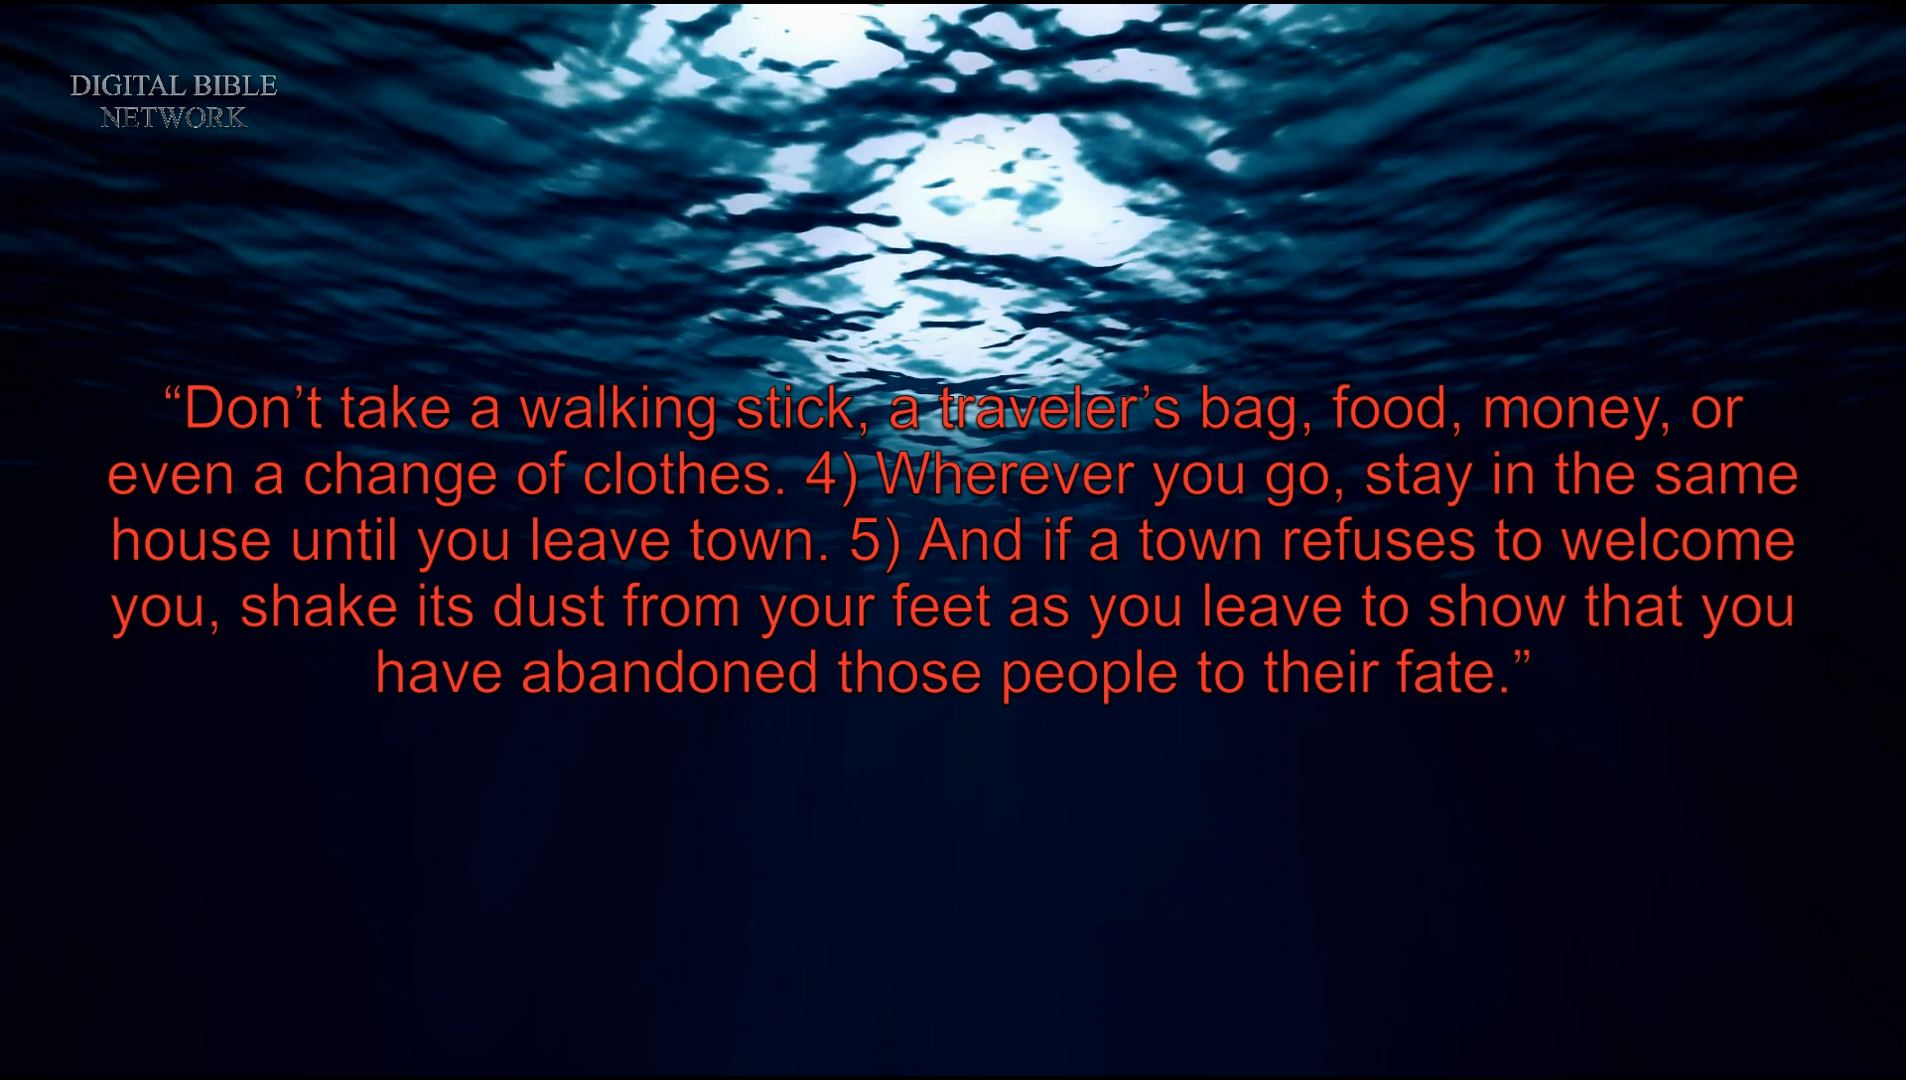 DIGITAL BIBLE
NETWORK
“Don’t take a walking stick, a traveler’s bag, food, money, or
even a change of clothes. 4) Wherever you go, stay in the same
house until you leave town. 5) And if a town refuses to welcome
you, shake its dust from your feet as you leave to show that you
have abandoned those people to their fate.”